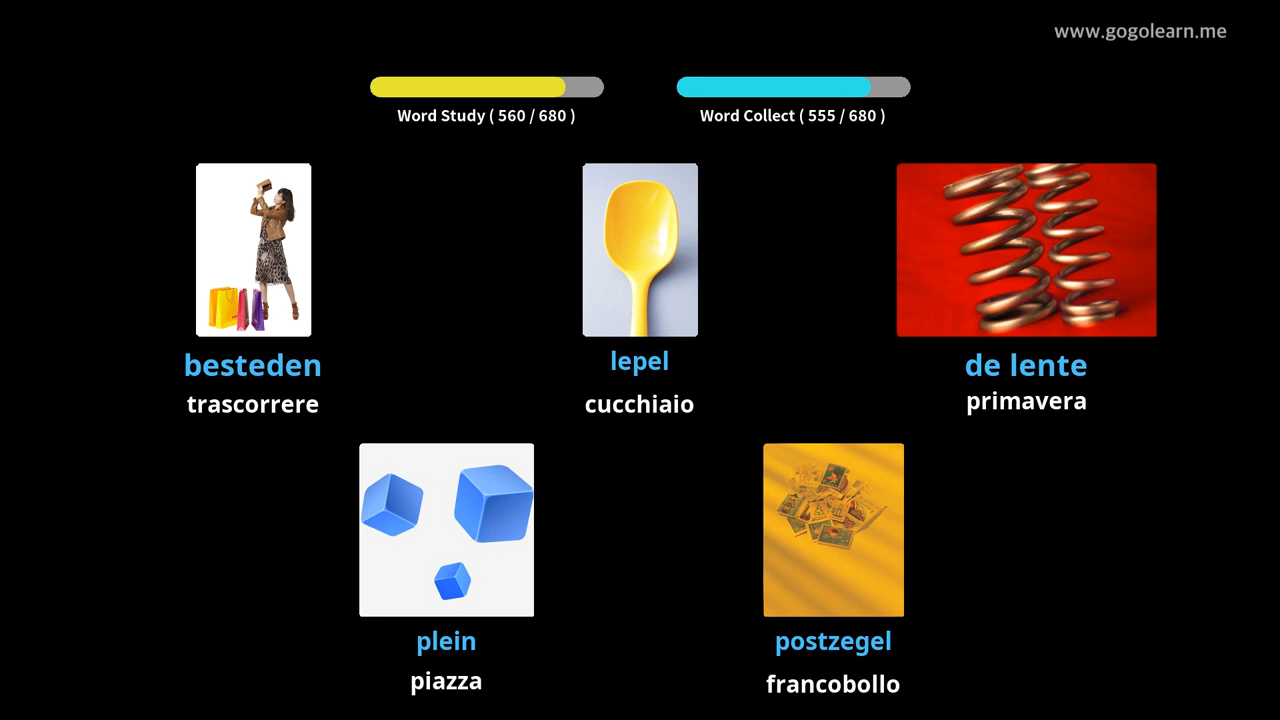 www.gogolearn.me
Word Study ( 560 / 680 )
Word Collect ( 555 / 680 )
besteden
trascorrere
lepel
cucchiaio
de lente
primavera
plein
piazza
postzegel
francobollo